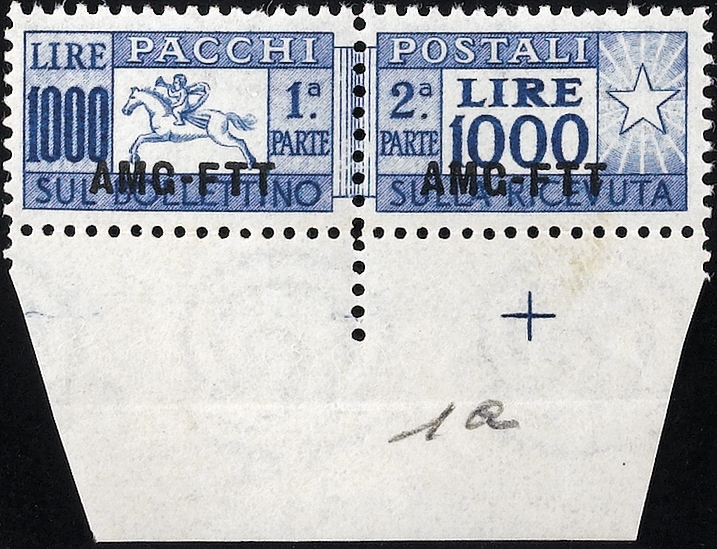 LIRE PACCHI POSTALI
1000 1.ª PARTE 2.ª PARTE LIRE 1000
AMG-FTT AMG-FTT
SUL BOLLETTINO SULLA RICEVUTA
1a